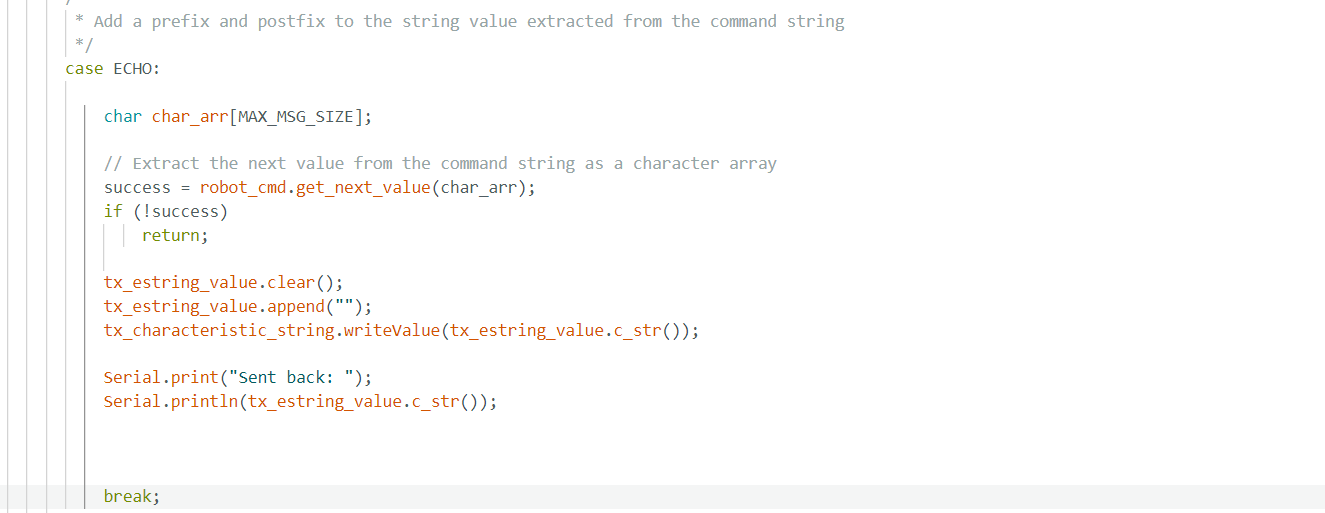 * Add a prefix and postfix to the string value extracted from the command string
*/
case ECHO:
char char_arr[MAX_MSG_SIZE];
// Extract the next value from the command string as a character array
success = robot_cmd.get_next_value(char_arr);
if (!success)
return;
tx_estring_value.clear();
tx_estring_value.append("");
tx_characteristic_string.writeValue(tx_estring_value.c_str());
Serial.print("Sent back: ");
Serial.println(tx_estring_value.c_str());
break;